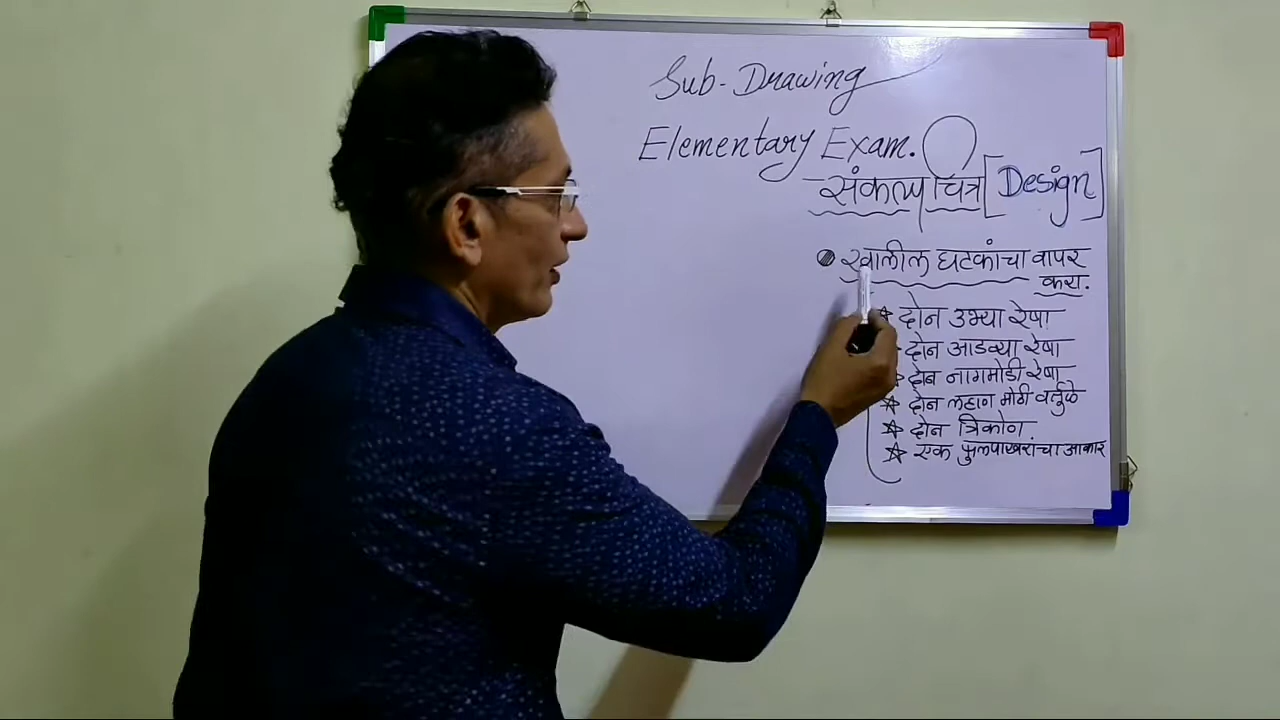 Sub-Drawing
Elementary Exam.
संकल्प चित्र [Design]
खालील घटकांचा वापर
करा.
दोन उभ्या रेषा
दोन आडव्या रेषा
दोन नागमोडी रेषा
दोन लहान मोठी वर्तुळे
दोन त्रिकोण
एक फुलपाखरांचा आकार